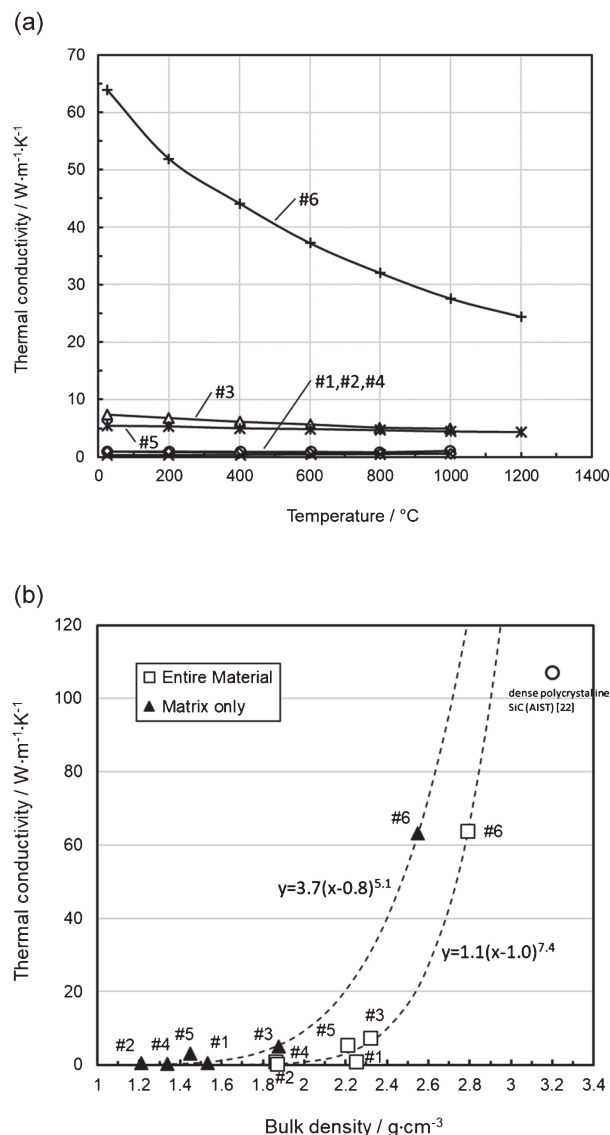 (a)
70
60
50
40
30
20
10
0
Thermal conductivity / W·m⁻¹·K⁻¹
#6
#3
#1,#2,#4
#5
0 200 400 600 800 1000 1200 1400
Temperature / °C
(b)
120
100
80
60
40
20
0
Thermal conductivity / W·m⁻¹·K⁻¹
Entire Material
Matrix only
dense polycrystalline
SiC (AIST) [22]
#6
#6
y=3.7(x-0.8)⁵·¹
y=1.1(x-1.0)⁷·⁴
#2 #4 #5 #1 #3 #5 #3
#4 #1
#2
1 1.2 1.4 1.6 1.8 2 2.2 2.4 2.6 2.8 3 3.2 3.4
Bulk density / g·cm⁻³